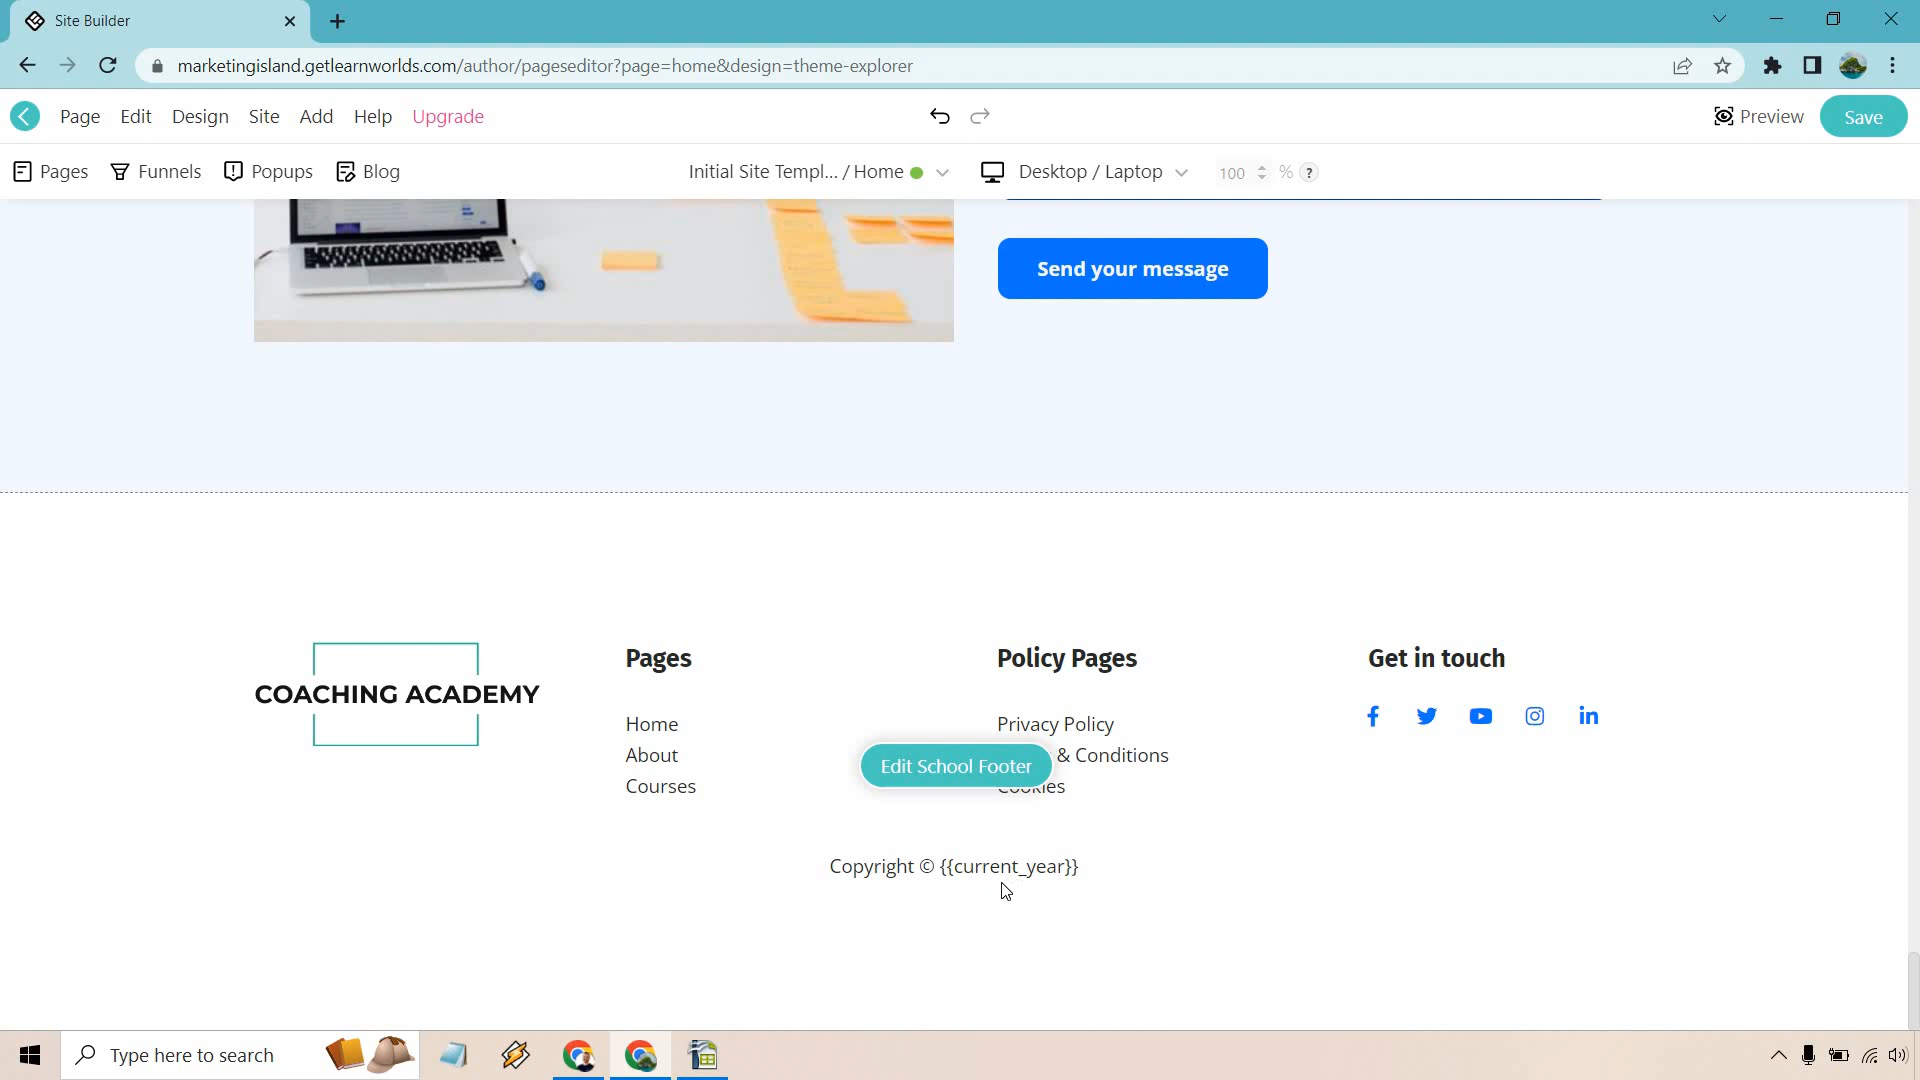 Site Builder
marketingisland.getlearnworlds.com/author/pageseditor?page=home&design=theme-explorer
Page Edit Design Site Add Help Upgrade Preview Save
Pages Funnels Popups Blog Initial Site Templ... / Home Desktop / Laptop 100 % ?
Send your message
COACHING ACADEMY
Pages
Home
About
Courses
Policy Pages
Privacy Policy
& Conditions
Cookies
Edit School Footer
Get in touch
Copyright © {{current_year}}
Type here to search